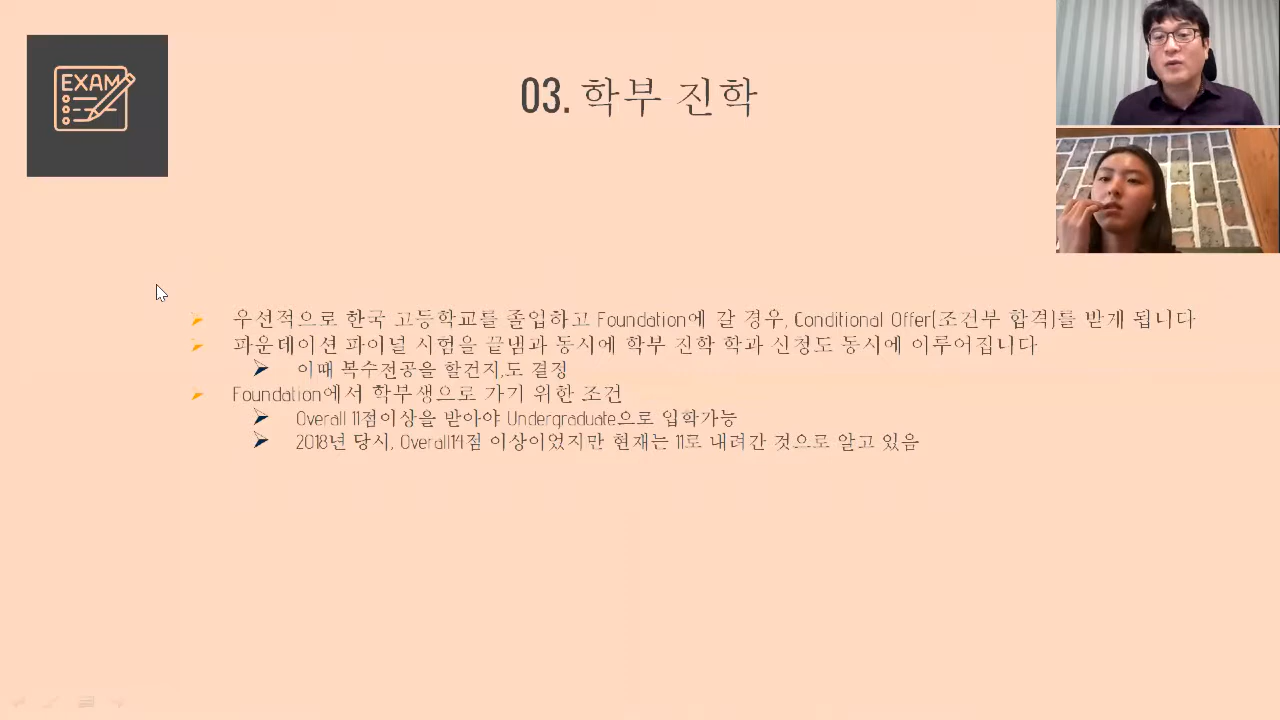 EXAM
03. 학부 진학
우선적으로 한국 고등학교를 졸입하고 Foundation에 갈 경우, Conditional Offer(조건부 합격)를 받게 됩니다
파운데이션 파이널 시험을 끝냄과 동시에 학부 진학 학과 신청도 동시에 이루어집니다
이때 복수전공을 할건지,도 결정
Foundation에서 학부생으로 가기 위한 조건
Overall 11점이상을 받아야 Undergraduate으로 입학가능
2018년 당시, Overall14점 이상이었지만 현재는 11로 내려간 것으로 알고 있음